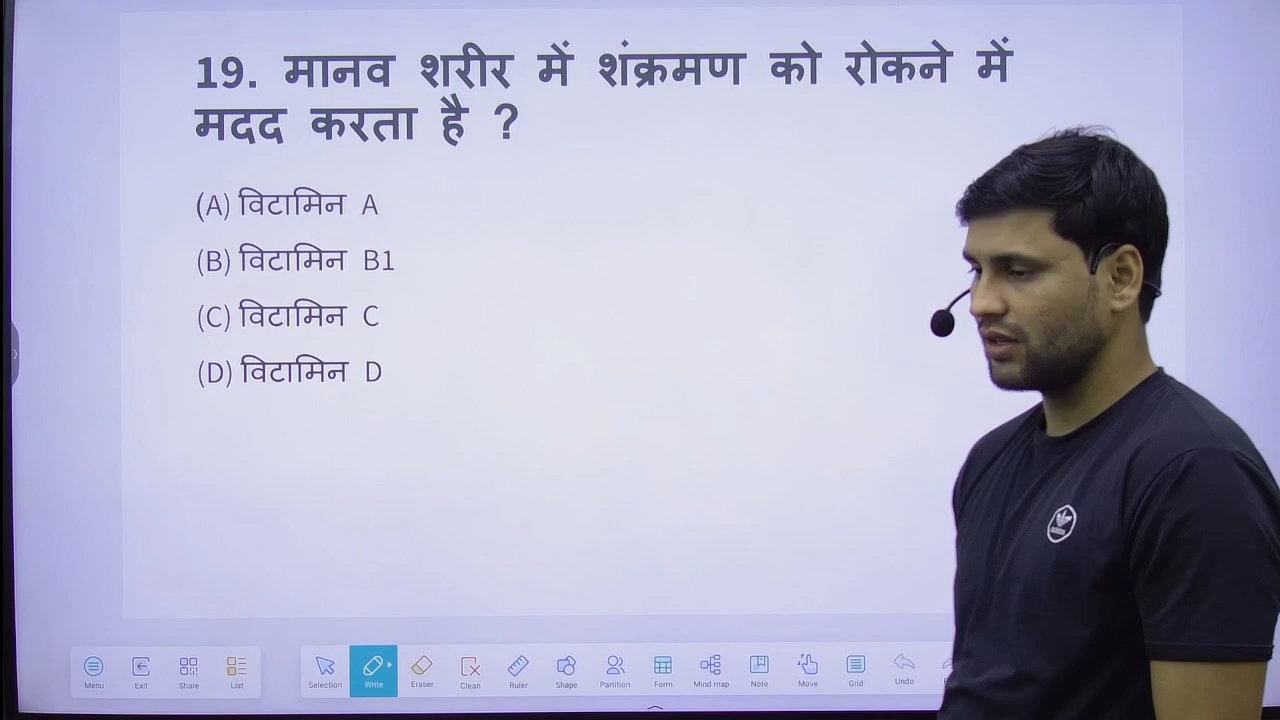 19. मानव शरीर में शंक्रमण को रोकने में
मदद करता है ?
(A) विटामिन A
(B) विटामिन B1
(C) विटामिन C
(D) विटामिन D
Menu Exit Share List Selection Write Eraser Clean Ruler Shape Partition Form Mind map Note Move Grid Undo